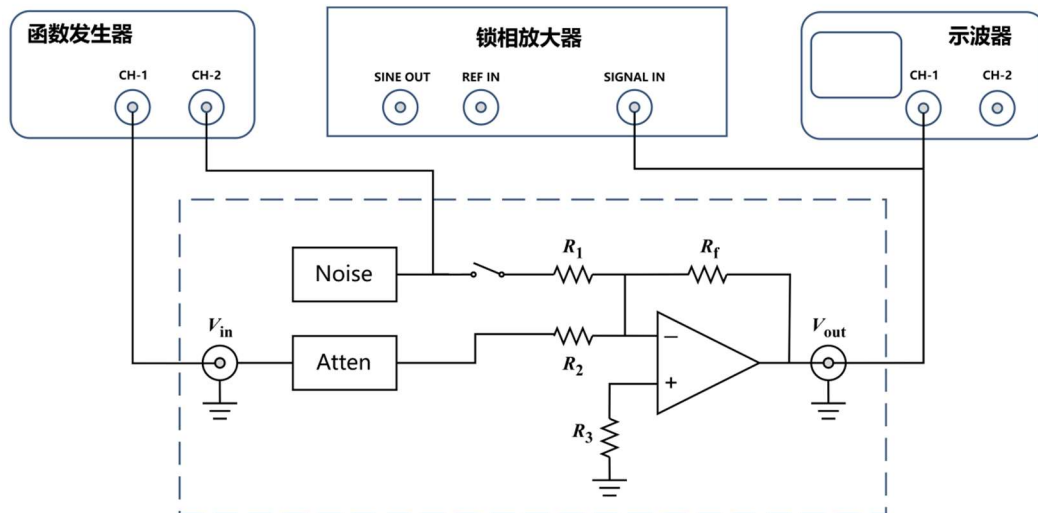 函数发生器
CH-1
CH-2
锁相放大器
SINE OUT
REF IN
SIGNAL IN
示波器
CH-1
CH-2
Noise
R1
Rf
Vin
Atten
R2
Vout
R3